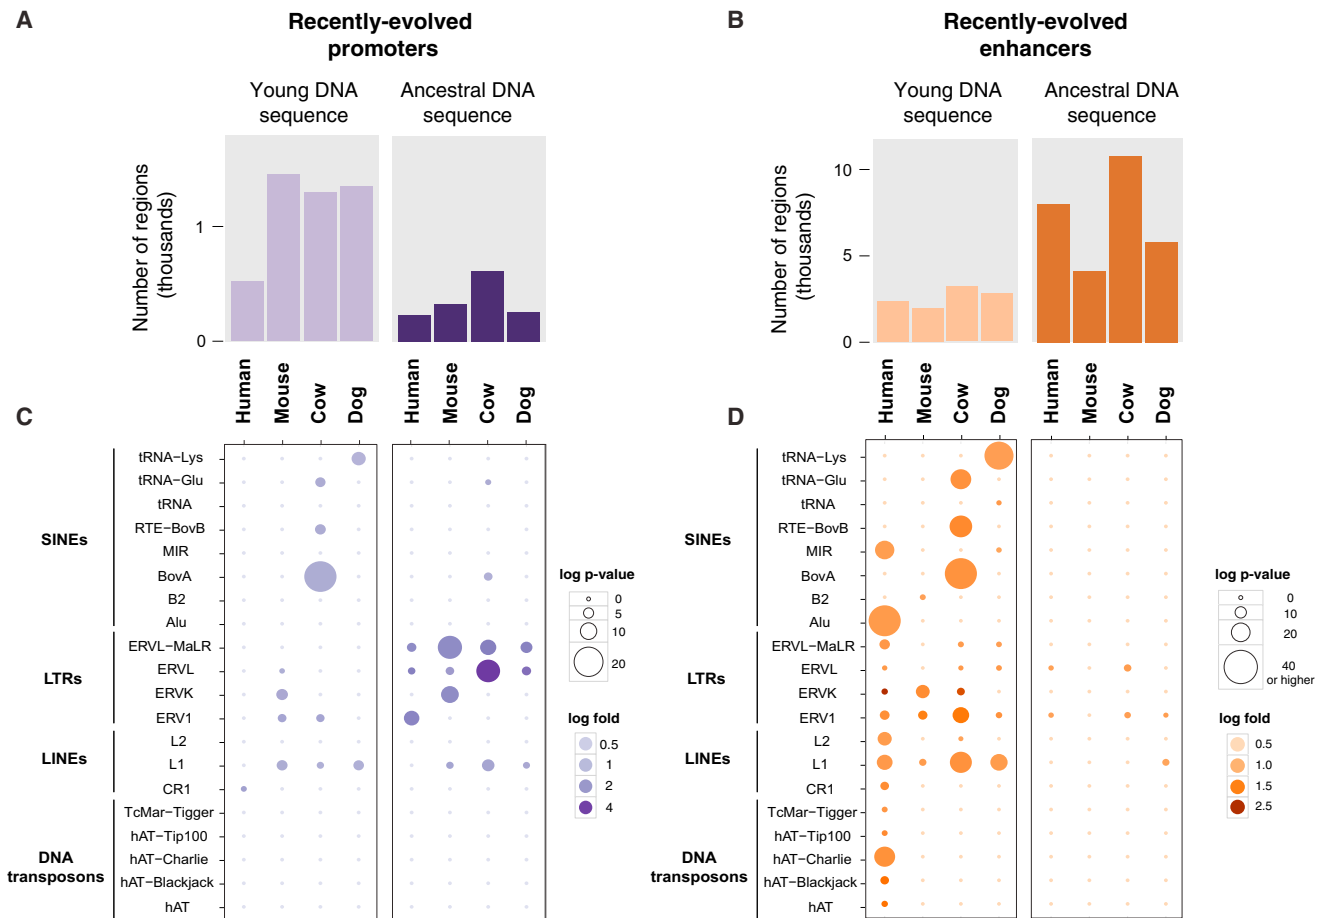 A
Recently-evolved
promoters
Young DNA
sequence
Ancestral DNA
sequence
Number of regions
(thousands)
1
0
Human
Mouse
Cow
Dog
Human
Mouse
Cow
Dog
B
Recently-evolved
enhancers
Young DNA
sequence
Ancestral DNA
sequence
Number of regions
(thousands)
10
5
0
Human
Mouse
Cow
Dog
Human
Mouse
Cow
Dog
C
SINEs
tRNA−Lys
tRNA−Glu
tRNA
RTE−BovB
MIR
BovA
B2
Alu
LTRs
ERVL−MaLR
ERVL
ERVK
ERV1
LINEs
L2
L1
CR1
DNA
transposons
TcMar−Tigger
hAT−Tip100
hAT−Charlie
hAT−Blackjack
hAT
log p-value
0
5
10
20
log fold
0.5
1
2
4
D
SINEs
tRNA−Lys
tRNA−Glu
tRNA
RTE−BovB
MIR
BovA
B2
Alu
LTRs
ERVL−MaLR
ERVL
ERVK
ERV1
LINEs
L2
L1
CR1
DNA
transposons
TcMar−Tigger
hAT−Tip100
hAT−Charlie
hAT−Blackjack
hAT
log p-value
0
10
20
40
or higher
log fold
0.5
1.0
1.5
2.5